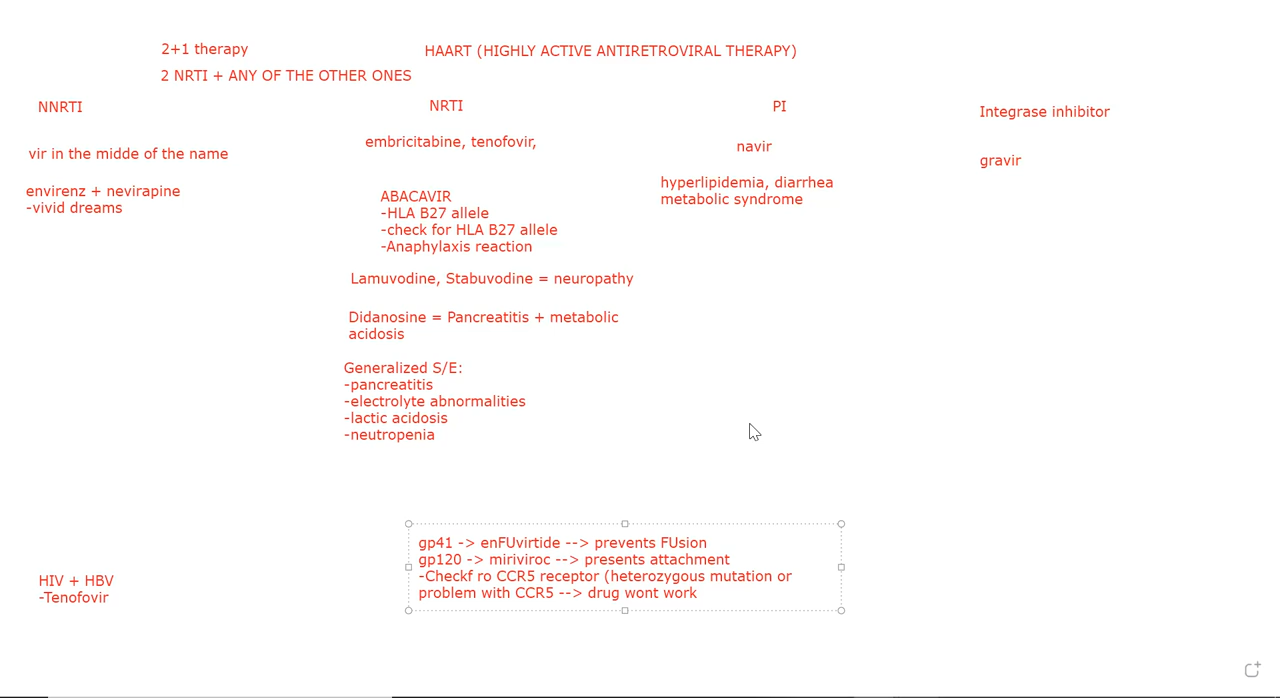 2+1 therapy
HAART (HIGHLY ACTIVE ANTIRETROVIRAL THERAPY)
2 NRTI + ANY OF THE OTHER ONES
NNRTI
vir in the midde of the name
envirenz + nevirapine
-vivid dreams
NRTI
embricitabine, tenofovir,
ABACAVIR
-HLA B27 allele
-check for HLA B27 allele
-Anaphylaxis reaction
Lamuvodine, Stabuvodine = neuropathy
Didanosine = Pancreatitis + metabolic
acidosis
Generalized S/E:
-pancreatitis
-electrolyte abnormalities
-lactic acidosis
-neutropenia
PI
navir
hyperlipidemia, diarrhea
metabolic syndrome
Integrase inhibitor
gravir
HIV + HBV
-Tenofovir
gp41 -> enFUvirtide --> prevents FUsion
gp120 -> miriviroc --> presents attachment
-Checkf ro CCR5 receptor (heterozygous mutation or
problem with CCR5 --> drug wont work